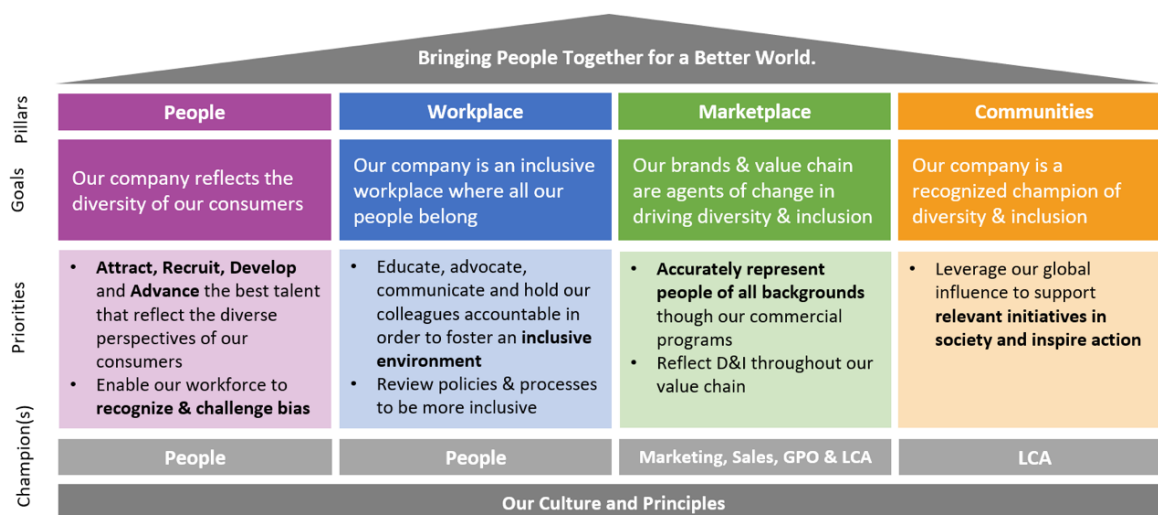 Bringing People Together for a Better World.
Pillars
People
Workplace
Marketplace
Communities
Goals
Our company reflects the
diversity of our consumers
Our company is an inclusive
workplace where all our
people belong
Our brands & value chain
are agents of change in
driving diversity & inclusion
Our company is a
recognized champion of
diversity & inclusion
Priorities
• Attract, Recruit, Develop
and Advance the best talent
that reflect the diverse
perspectives of our
consumers
• Enable our workforce to
recognize & challenge bias
• Educate, advocate,
communicate and hold our
colleagues accountable in
order to foster an inclusive
environment
• Review policies & processes
to be more inclusive
• Accurately represent
people of all backgrounds
though our commercial
programs
• Reflect D&I throughout our
value chain
• Leverage our global
influence to support
relevant initiatives in
society and inspire action
Champion(s)
People
People
Marketing, Sales, GPO & LCA
LCA
Our Culture and Principles